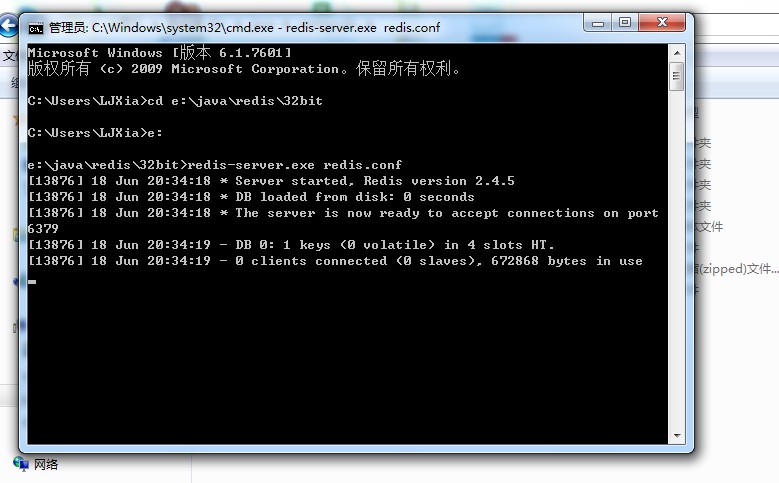 管理员: C:\Windows\system32\cmd.exe - redis-server.exe redis.conf
Microsoft Windows [版本 6.1.7601]
版权所有 (c) 2009 Microsoft Corporation。保留所有权利。
C:\Users\LJXia>cd e:\java\redis\32bit
C:\Users\LJXia>e:
e:\java\redis\32bit>redis-server.exe redis.conf
[13876] 18 Jun 20:34:18 * Server started, Redis version 2.4.5
[13876] 18 Jun 20:34:18 * DB loaded from disk: 0 seconds
[13876] 18 Jun 20:34:18 * The server is now ready to accept connections on port
6379
[13876] 18 Jun 20:34:19 - DB 0: 1 keys (0 volatile) in 4 slots HT.
[13876] 18 Jun 20:34:19 - 0 clients connected (0 slaves), 672868 bytes in use
夹
夹
夹
夹
文件
(zipped)文件...
件
网络